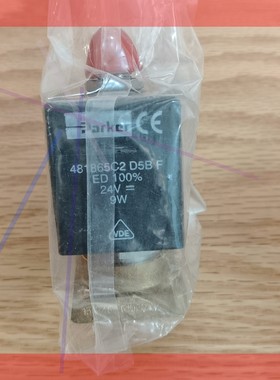 Parker CE
481865C2 D5B F
ED 100%
24V ⎓
9W
VDE